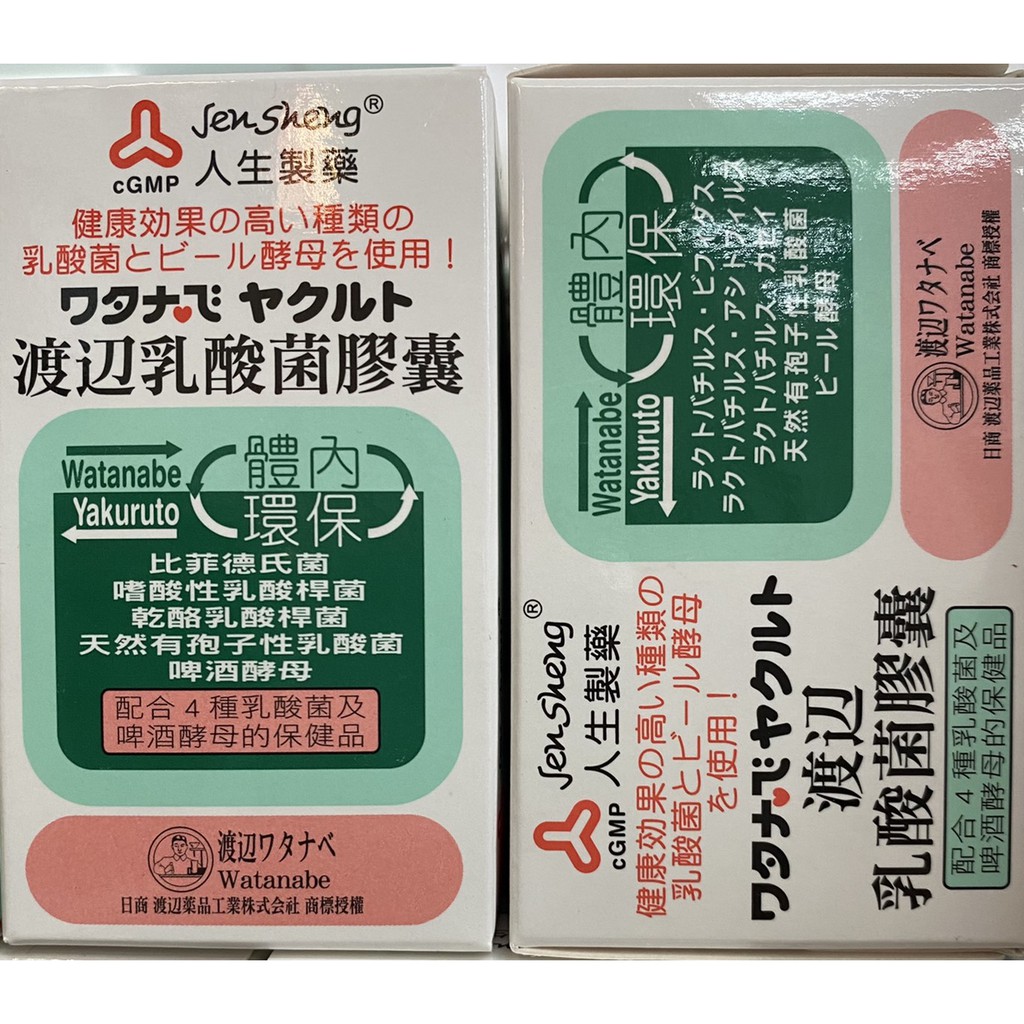 Jen Sheng®
cGMP 人生製藥
健康効果の高い種類の
乳酸菌とビール酵母を使用！
ワタナベ ヤクルト
渡辺乳酸菌膠囊
Watanabe
Yakuruto
體內
環保
比菲德氏菌
嗜酸性乳酸桿菌
乾酪乳酸桿菌
天然有孢子性乳酸菌
啤酒酵母
配合4種乳酸菌及
啤酒酵母的保健品
渡辺ワタナベ
Watanabe
日商 渡辺薬品工業株式会社 商標授權
Jen Sheng®
cGMP 人生製藥
健康効果の高い種類の
乳酸菌とビール酵母
を使用！
ワタナベ ヤクルト
渡辺
乳酸菌膠囊
配合4種乳酸菌及
啤酒酵母的保健品
Watanabe
Yakuruto
體內
環保
ラクトバチルス・ビフィダス
ラクトバチルス・アシドフィルス
ラクトバチルス・カゼイ
天然有孢子性乳酸菌
ビール酵母
渡辺ワタナベ
Watanabe
日商 渡辺薬品工業株式会社 商標授權